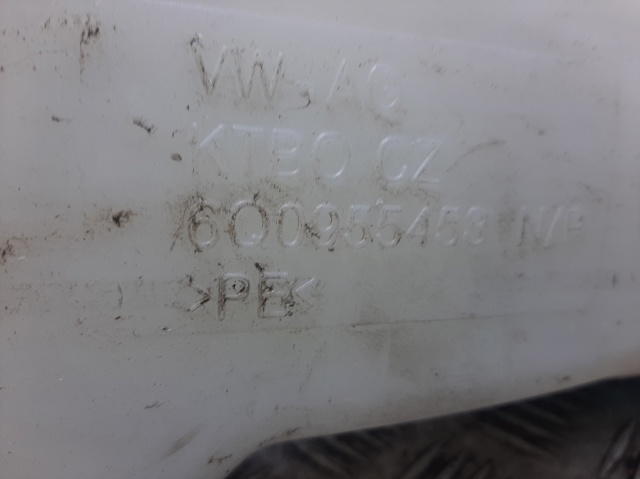 VW-AG
KTBO CZ
6Q0955453 N/P
>PE<